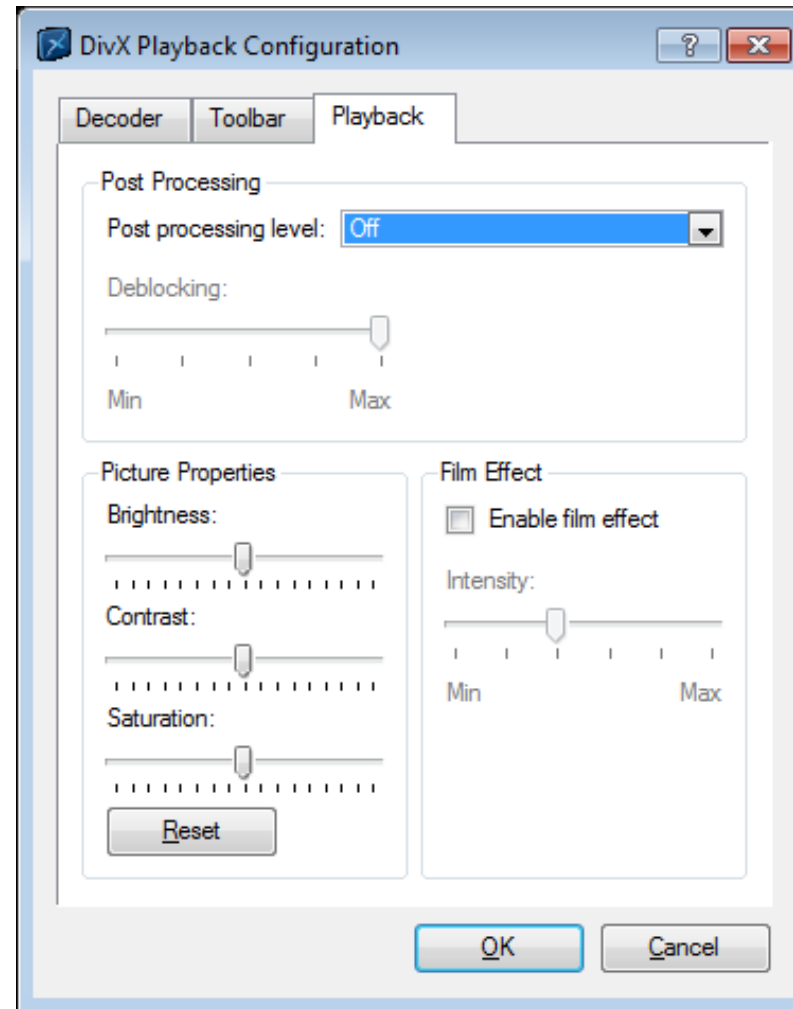 DivX Playback Configuration
Decoder Toolbar Playback
Post Processing
Post processing level: Off
Deblocking:
Min Max
Picture Properties
Brightness:
Contrast:
Saturation:
Reset
Film Effect
Enable film effect
Intensity:
Min Max
OK Cancel